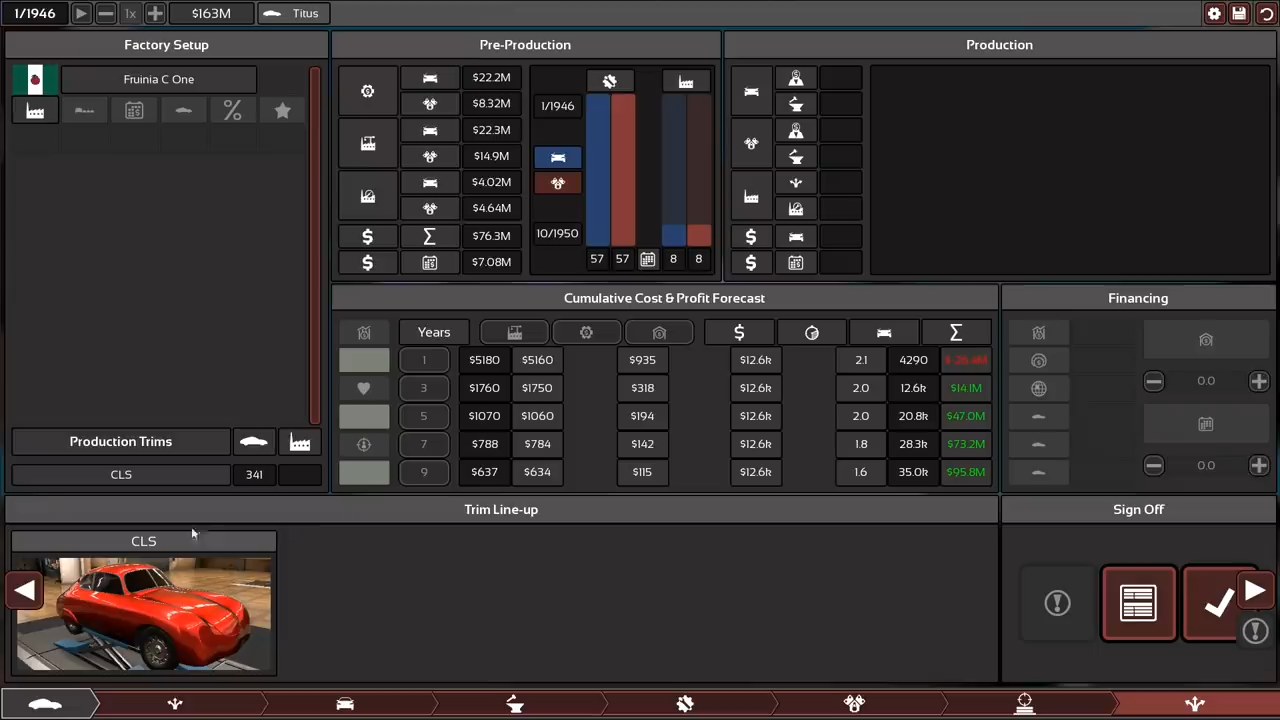 1/1946 1x $163M Titus
Factory Setup
Fruinia C One
%
Production Trims
CLS 341
Pre-Production
$22.2M
$8.32M
$22.3M
$14.9M
$4.02M
$4.64M
$ Σ $76.3M
$ $7.08M
1/1946
10/1950
57 57 8 8
Production
$
$
Cumulative Cost & Profit Forecast
Years $ Σ
1 $5180 $5160 $935 $12.6k 2.1 4290
3 $1760 $1750 $318 $12.6k 2.0 12.6k $14.1M
5 $1070 $1060 $194 $12.6k 2.0 20.8k $47.0M
7 $788 $784 $142 $12.6k 1.8 28.3k $73.2M
9 $637 $634 $115 $12.6k 1.6 35.0k $95.8M
Financing
0.0
0.0
Trim Line-up
CLS
Sign Off